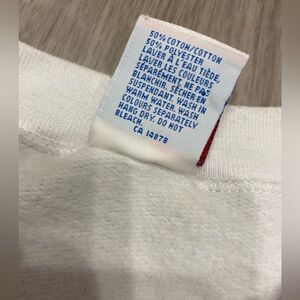 50% COTON/COTTON
50% POLYESTER
LAVER À L'EAU TIÈDE,
LAVER LES COULEURS
SÉPARÉMENT, NE PAS
BLANCHIR. SÉCHER EN
SUSPENDANT. WASH IN
WARM WATER. WASH
COLOURS SEPARATELY
HANG DRY. DO NOT
BLEACH.
CA 14878